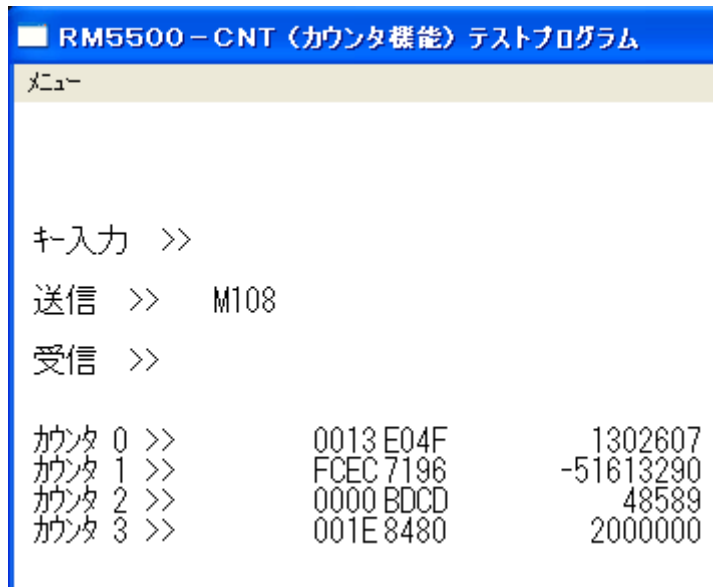 RM5500－CNT（カウンタ機能）テストプログラム
メニュー
キー入力 >>
送信 >> M108
受信 >>
カウンタ 0 >> 0013 E04F 1302607
カウンタ 1 >> FCEC 7196 -51613290
カウンタ 2 >> 0000 BDCD 48589
カウンタ 3 >> 001E 8480 2000000